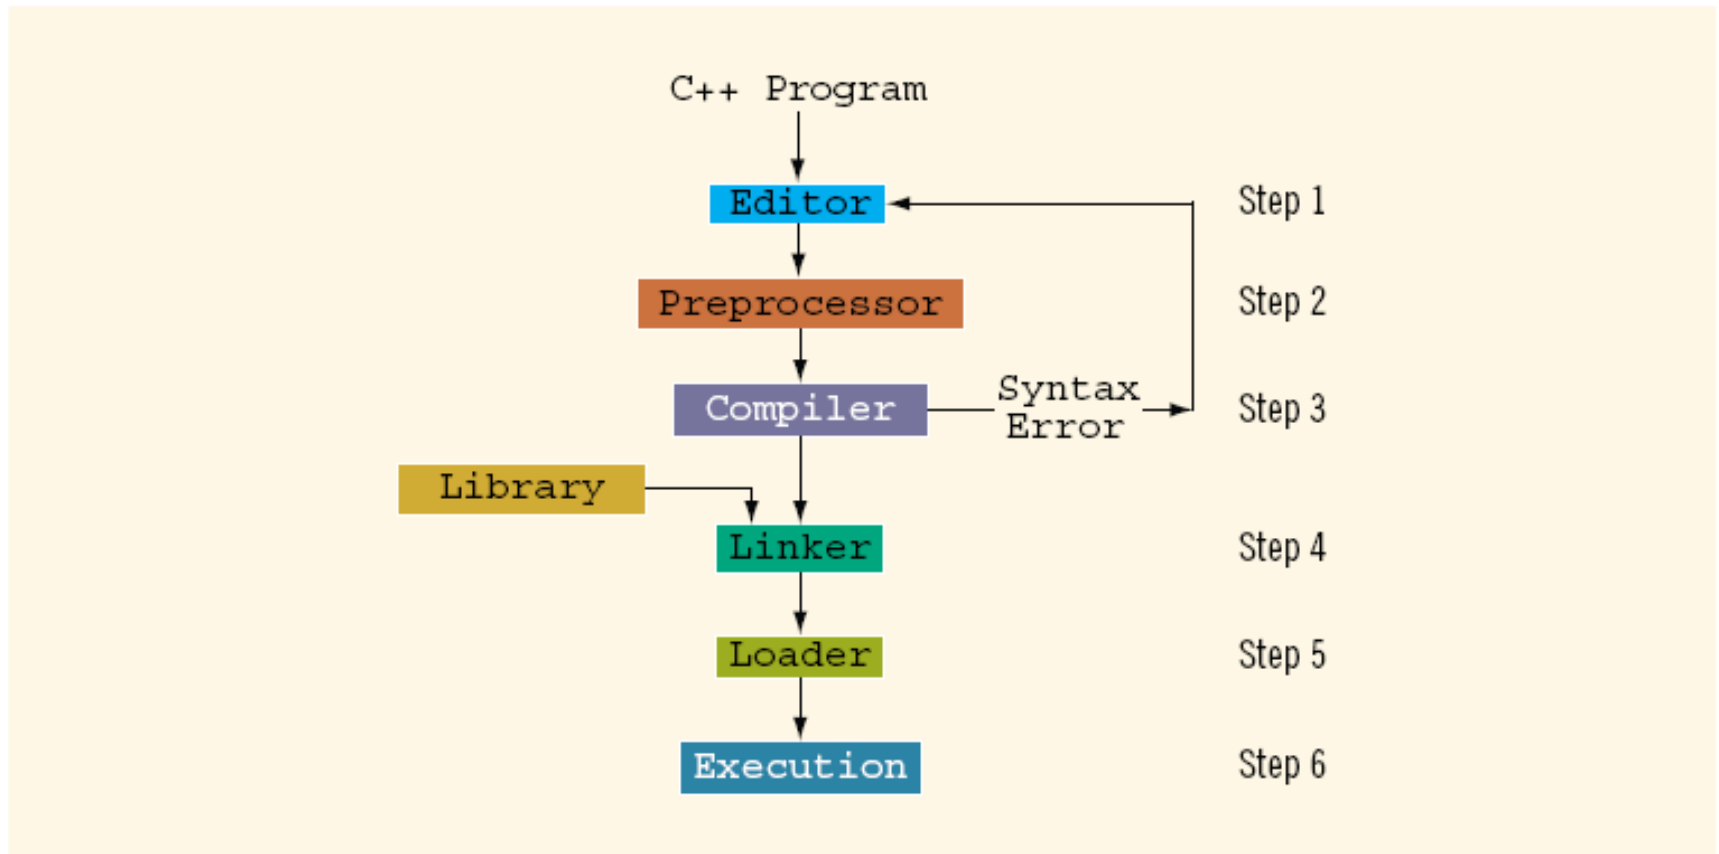 C++ Program
Editor
Step 1
Preprocessor
Step 2
Compiler
Syntax
Error
Step 3
Library
Linker
Step 4
Loader
Step 5
Execution
Step 6